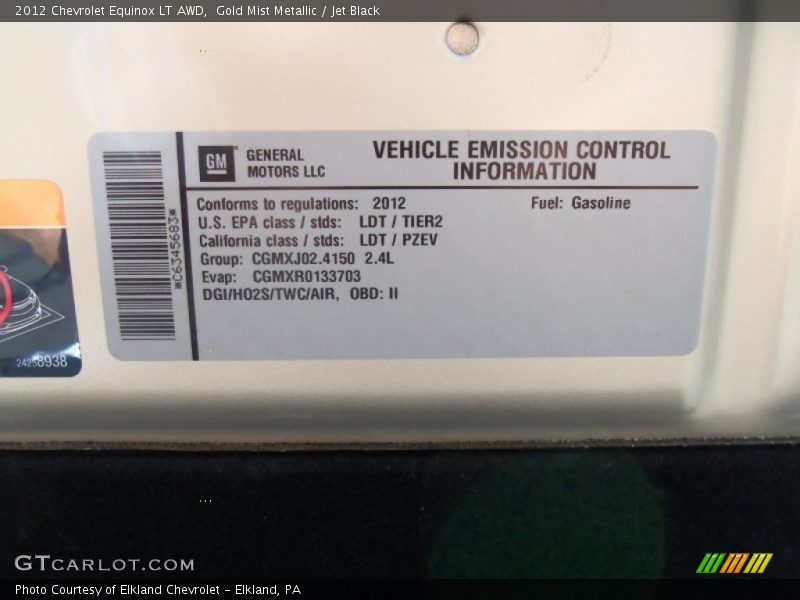 2012 Chevrolet Equinox LT AWD,  Gold Mist Metallic / Jet Black
GM GENERAL
MOTORS LLC
VEHICLE EMISSION CONTROL
INFORMATION
Conforms to regulations: 2012 Fuel: Gasoline
U.S. EPA class / stds: LDT / TIER2
California class / stds: LDT / PZEV
Group: CGMXJ02.4150 2.4L
Evap: CGMXR0133703
DGI/HO2S/TWC/AIR, OBD: II
*C6345683*
24258938
GTCARLOT.COM
Photo Courtesy of Elkland Chevrolet - Elkland, PA